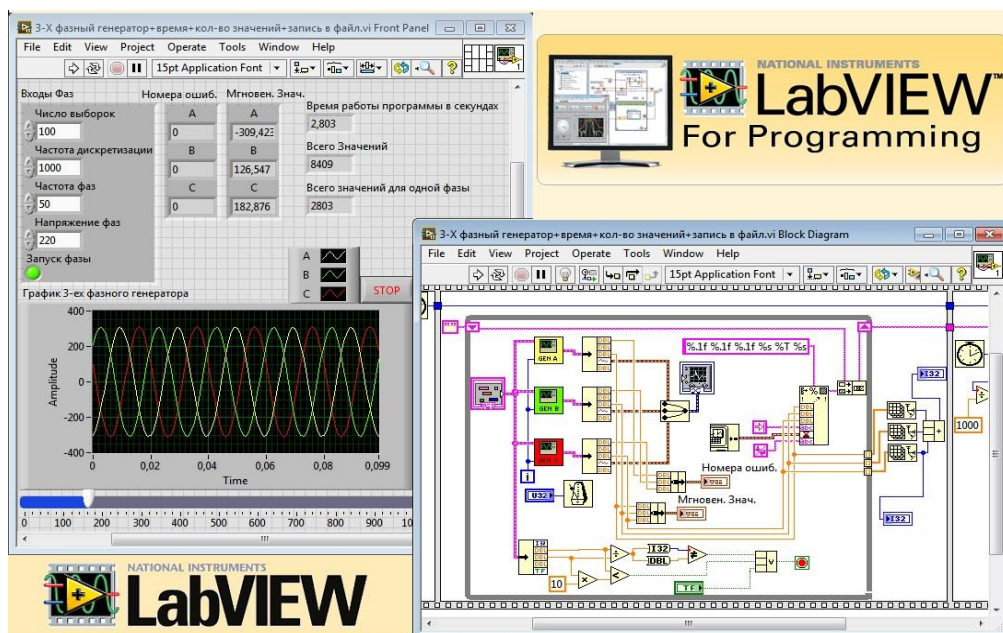 3-Х фазный генератор+время+кол-во значений+запись в файл.vi Front Panel
File Edit View Project Operate Tools Window Help
15pt Application Font
Входы Фаз
Номера ошиб.
Мгновен. Знач.
Время работы программы в секундах
2,803
Число выборок
100
A
0
A
-309,423
Всего Значений
8409
Частота дискретизации
1000
B
0
B
126,547
Всего значений для одной фазы
2803
Частота фаз
50
C
0
C
182,876
Напряжение фаз
220
Запуск фазы
A
B
C
STOP
График 3-ех фазного генератора
400
200
0
-200
-400
Amplitude
0 0,02 0,04 0,06 0,08 0,099
Time
0 100 200 300 400 500 600 700 800 900 10
NATIONAL INSTRUMENTS
LabVIEW
NATIONAL INSTRUMENTS
LabVIEW™
For Programming
3-Х фазный генератор+время+кол-во значений+запись в файл.vi Block Diagram
File Edit View Project Operate Tools Window Help
15pt Application Font
%.1f %.1f %.1f %s %T %s
GEN A
GEN B
GEN C
i
U32
Номера ошиб.
Мгновен. Знач.
I32
DBL
10
TF
I32
I32
1000